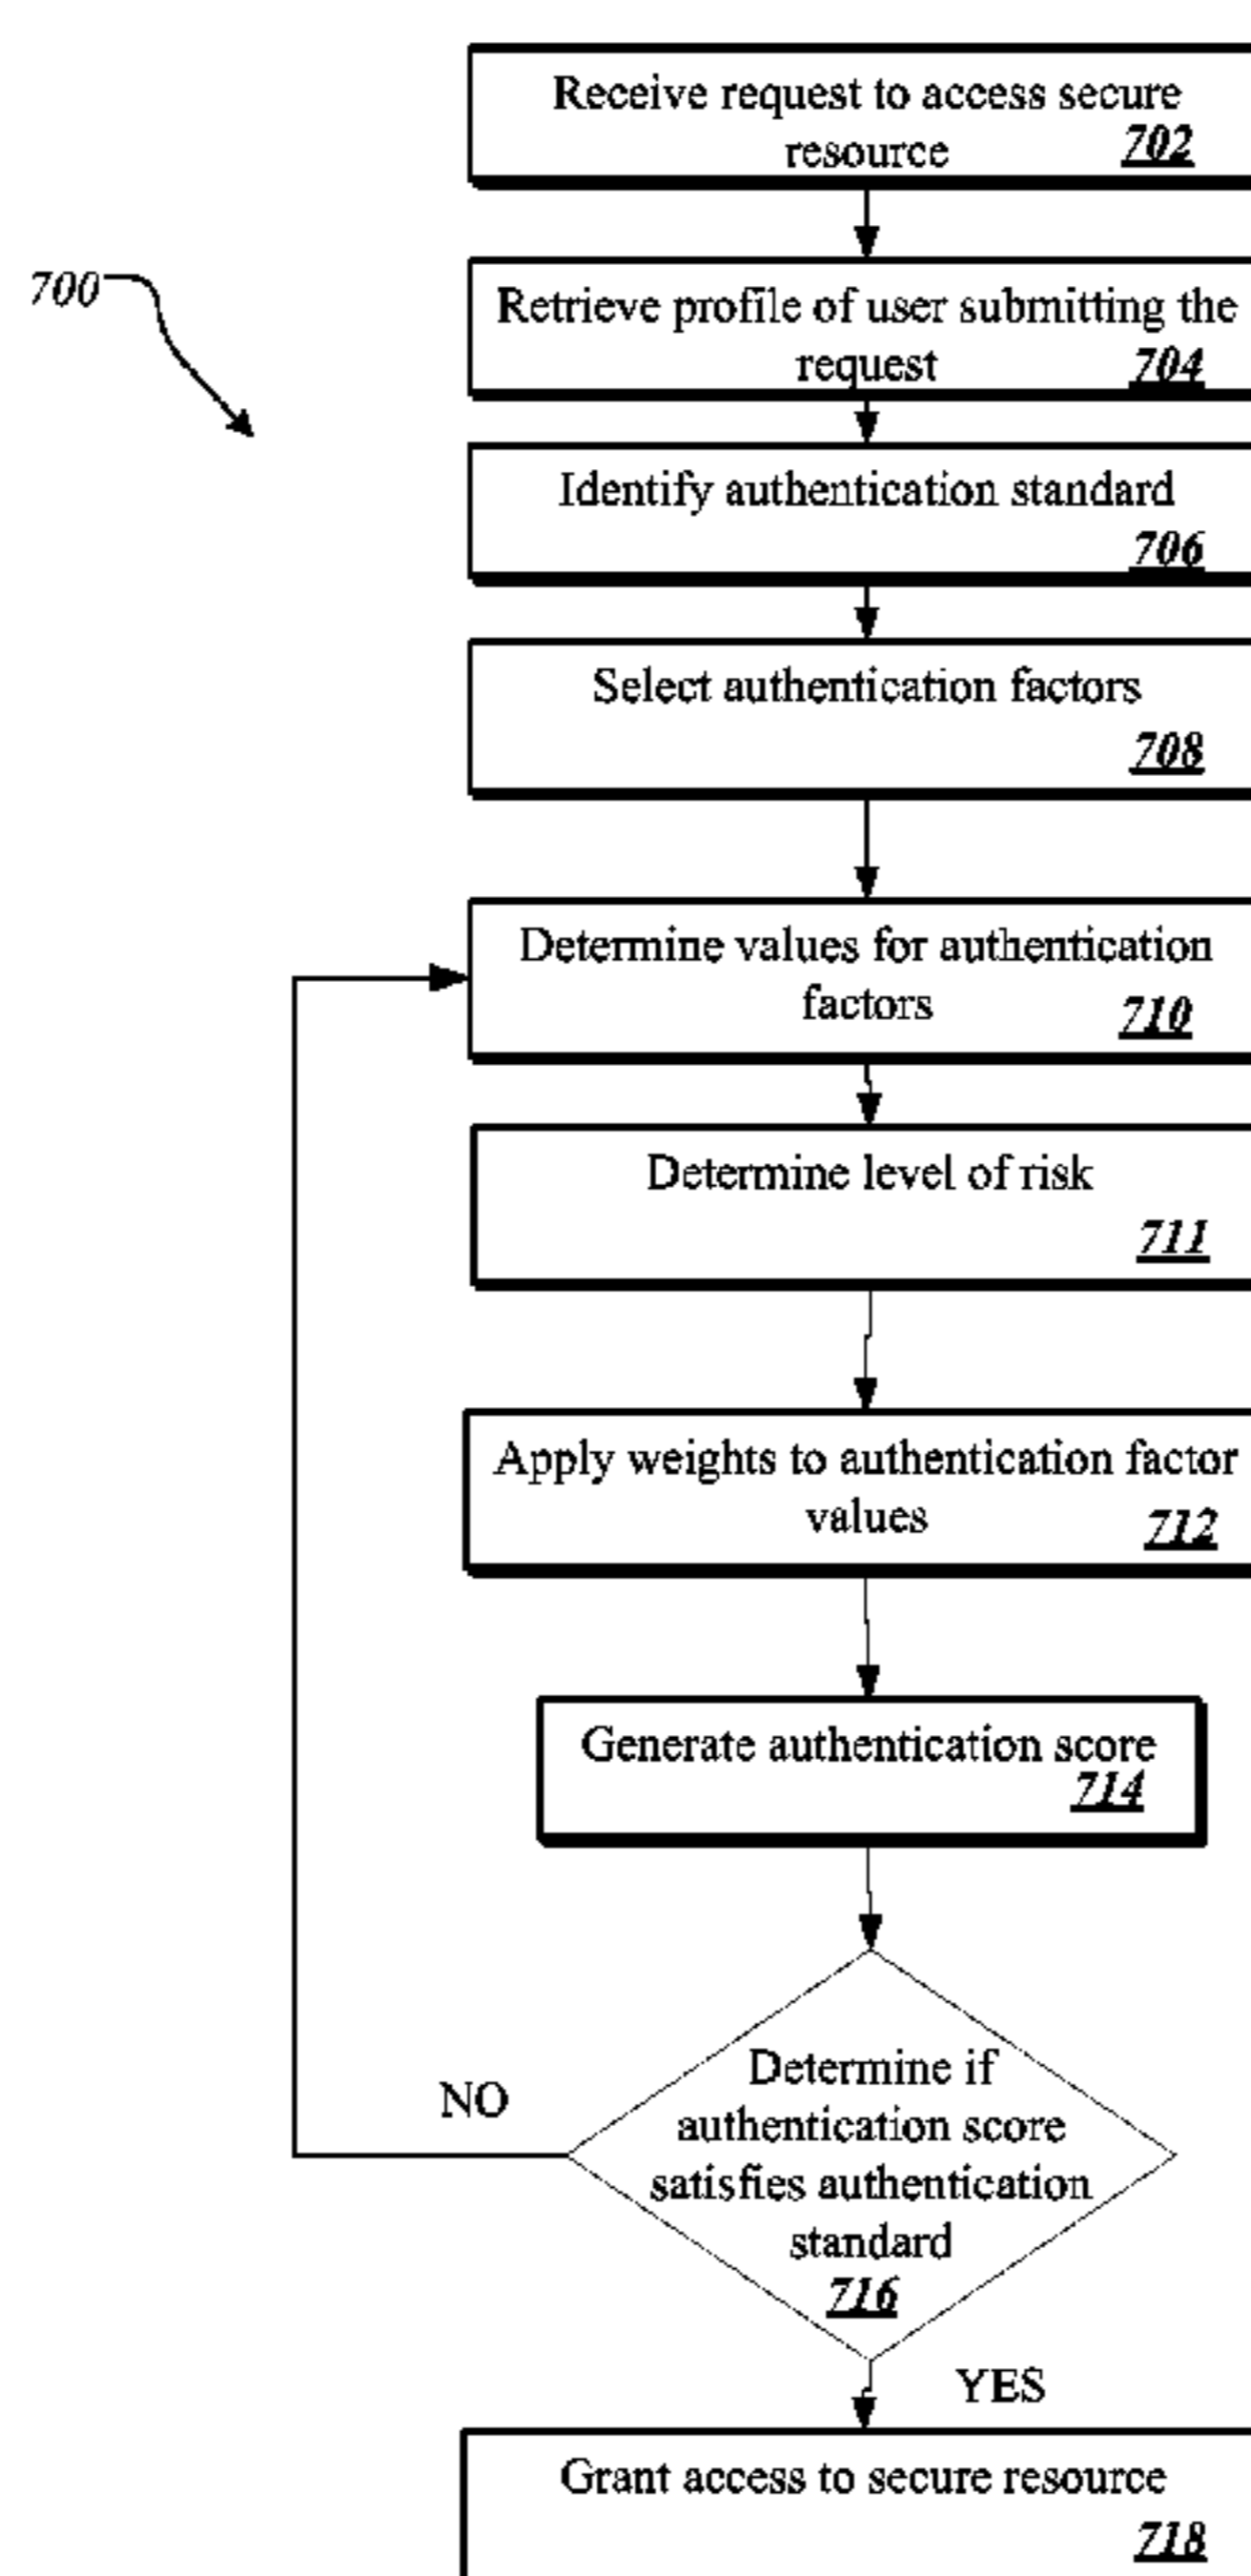 Receive request to access secure
resource 702
700
Retrieve profile of user submitting the
request 704
Identify authentication standard
706
Select authentication factors
708
Determine values for authentication
factors 710
Determine level of risk
711
Apply weights to authentication factor
values 712
Generate authentication score
714
Determine if
authentication score
satisfies authentication
standard
716
NO
YES
Grant access to secure resource
718